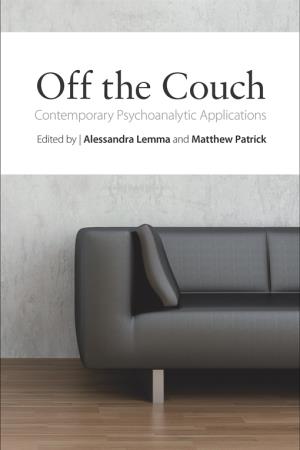 Off the Couch
Contemporary Psychoanalytic Applications
Edited by | Alessandra Lemma and Matthew Patrick